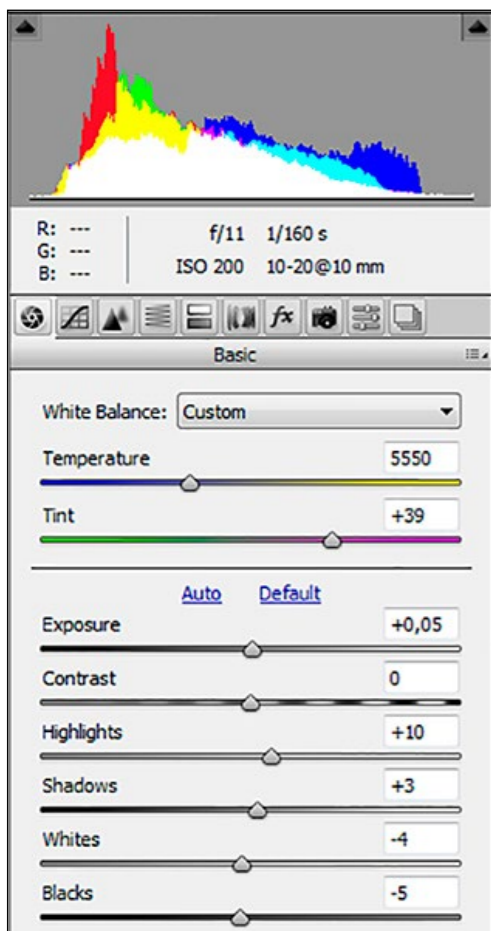 R: ---
G: ---
B: ---
f/11 1/160 s
ISO 200 10-20@10 mm
fx
Basic
White Balance: Custom
Temperature 5550
Tint +39
Auto Default
Exposure +0,05
Contrast 0
Highlights +10
Shadows +3
Whites -4
Blacks -5